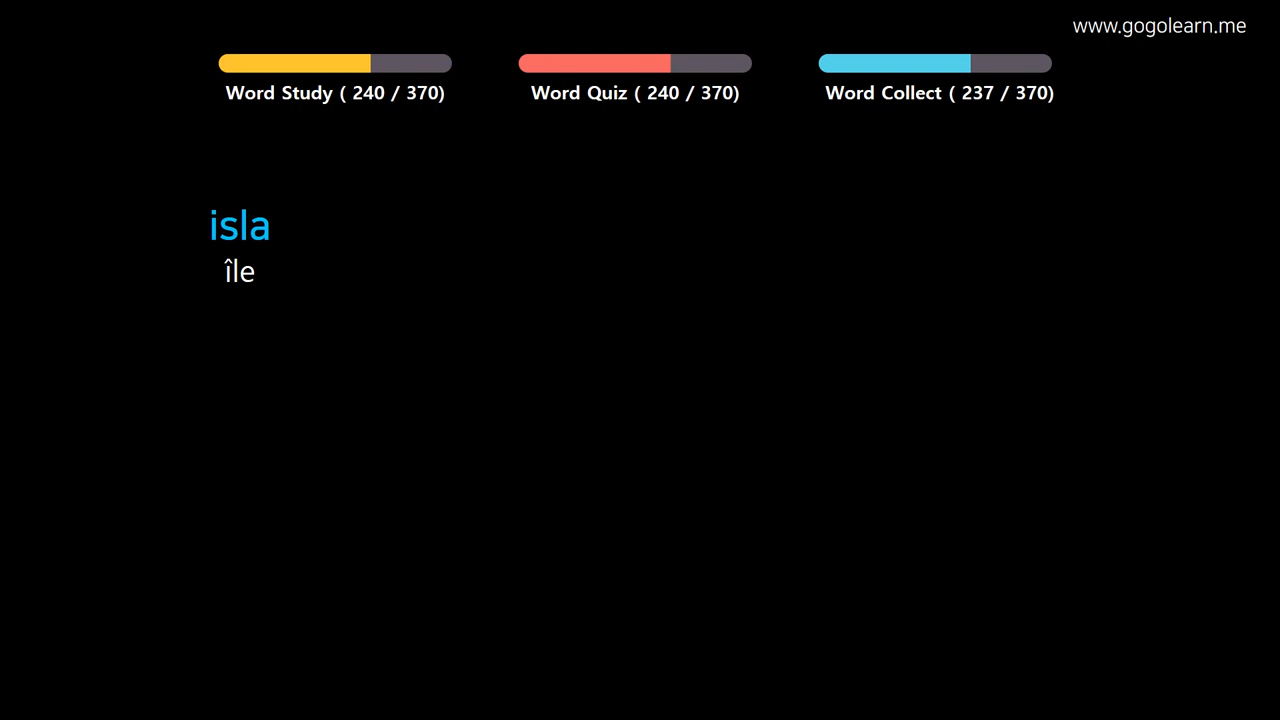 www.gogolearn.me
Word Study ( 240 / 370)
Word Quiz ( 240 / 370)
Word Collect ( 237 / 370)
isla
île